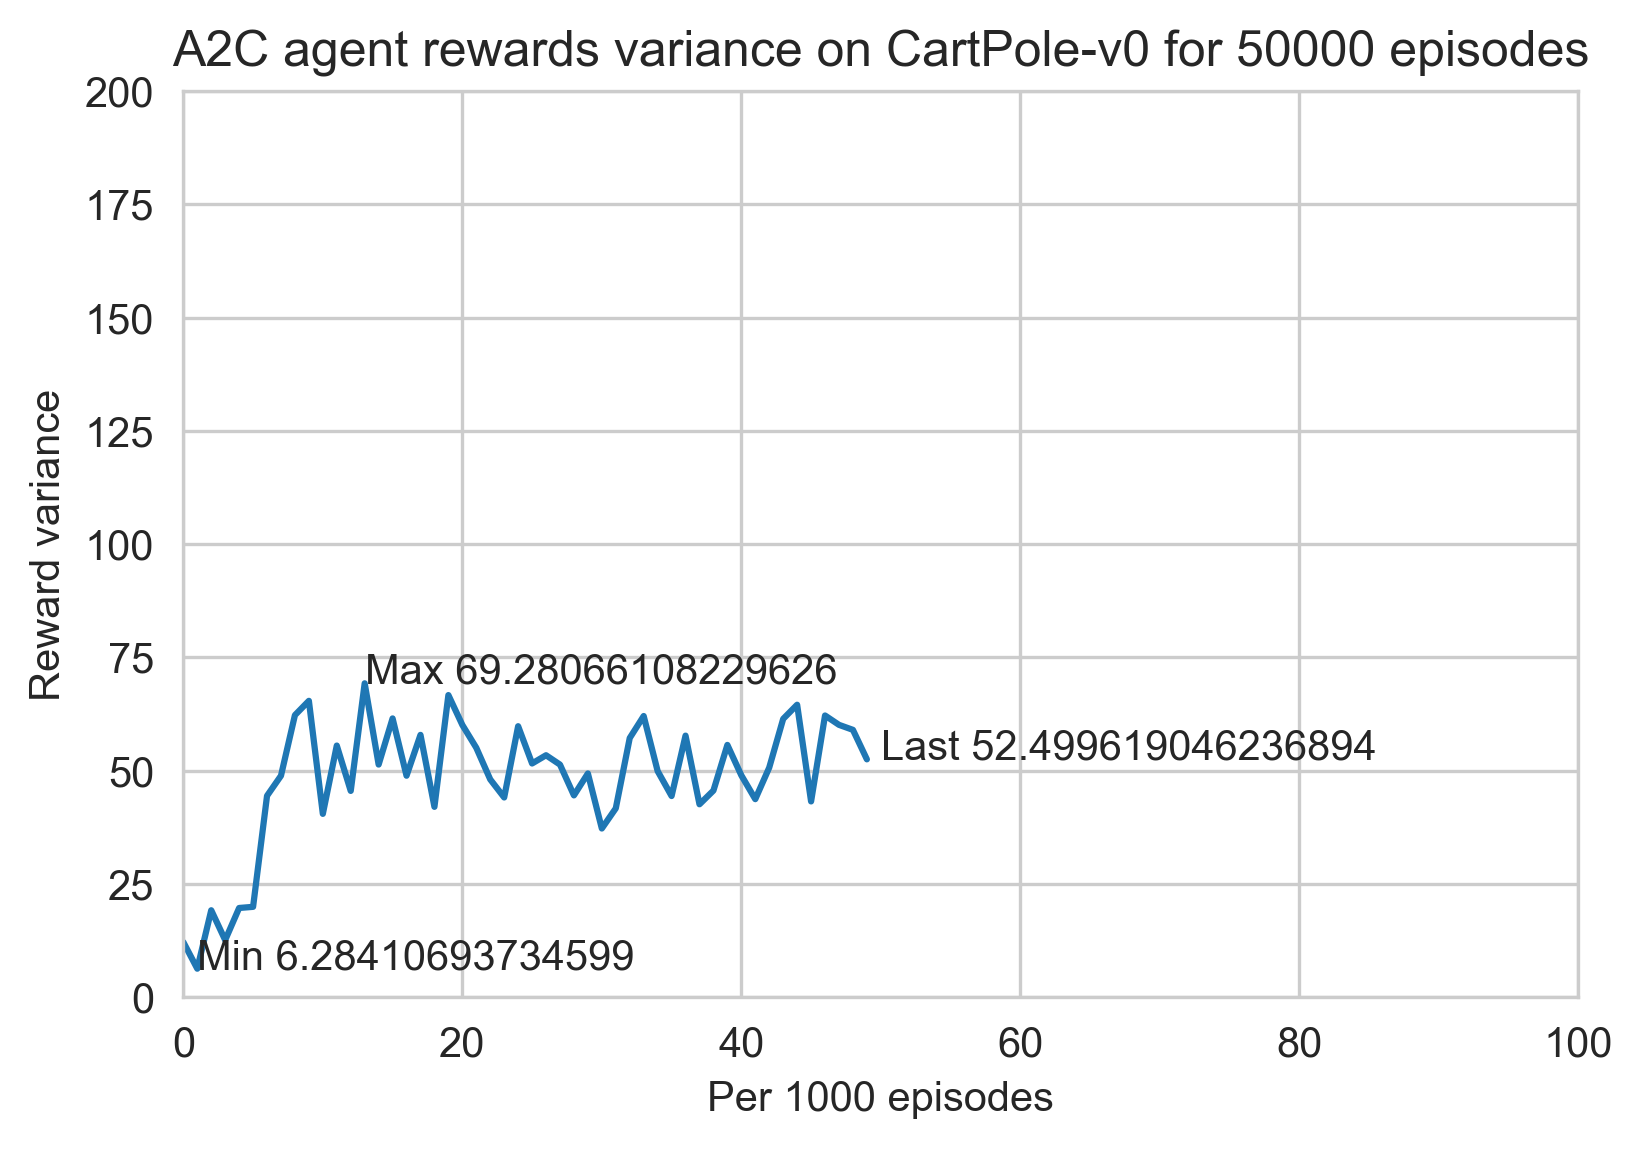 A2C agent rewards variance on CartPole-v0 for 50000 episodes
200
175
150
125
100
75
50
25
0
Reward variance
Max 69.28066108229626
Last 52.499619046236894
Min 6.28410693734599
0 20 40 60 80 100
Per 1000 episodes